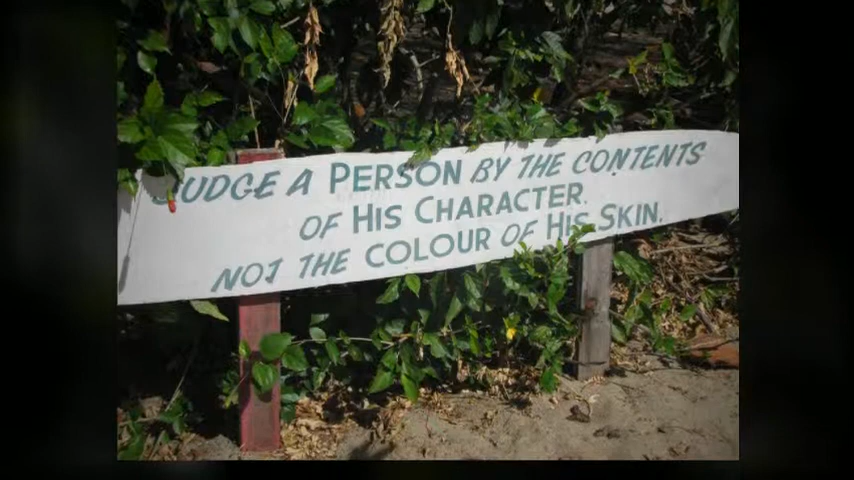 JUDGE A PERSON BY THE CONTENTS
OF HIS CHARACTER.
NOT THE COLOUR OF HIS SKIN.